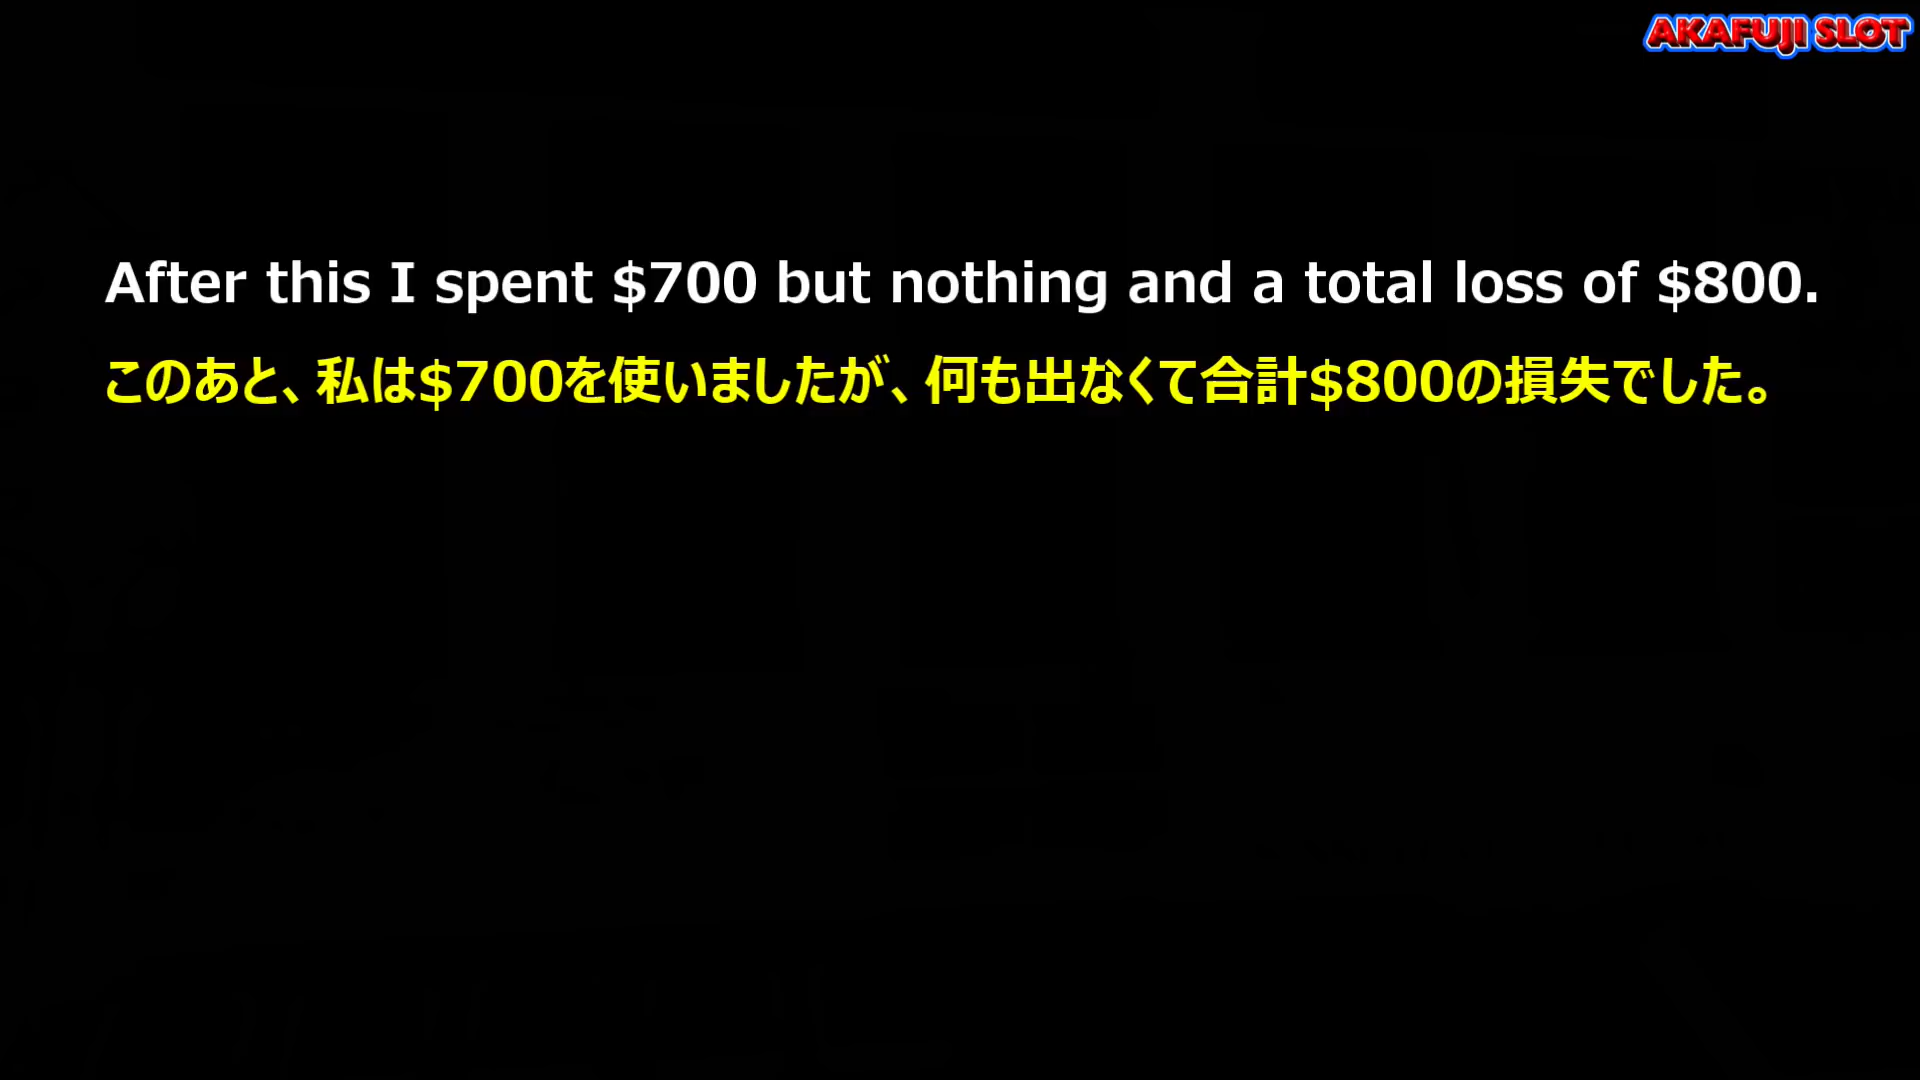 AKAFUJI SLOT
After this I spent $700 but nothing and a total loss of $800.
このあと、私は$700を使いましたが、何も出なくて合計$800の損失でした。